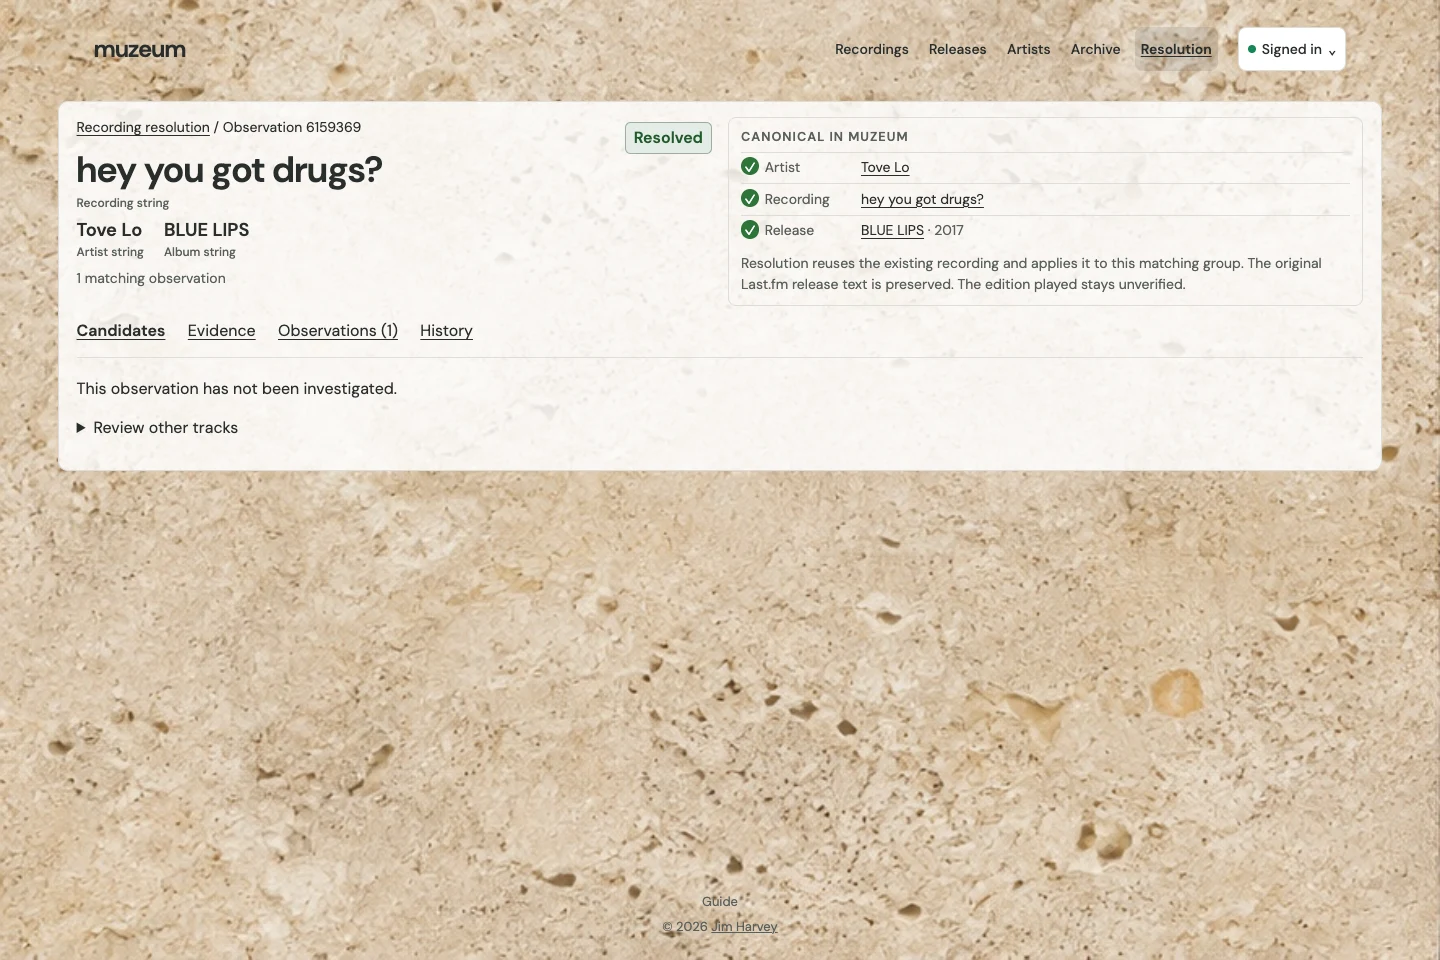 muzeum
Recordings Releases Artists Archive Resolution Signed in
Recording resolution / Observation 6159369
Resolved
hey you got drugs?
Recording string
Tove Lo BLUE LIPS
Artist string Album string
1 matching observation
CANONICAL IN MUZEUM
Artist Tove Lo
Recording hey you got drugs?
Release BLUE LIPS · 2017
Resolution reuses the existing recording and applies it to this matching group. The original
Last.fm release text is preserved. The edition played stays unverified.
Candidates Evidence Observations (1) History
This observation has not been investigated.
Review other tracks
Guide
© 2026 Jim Harvey